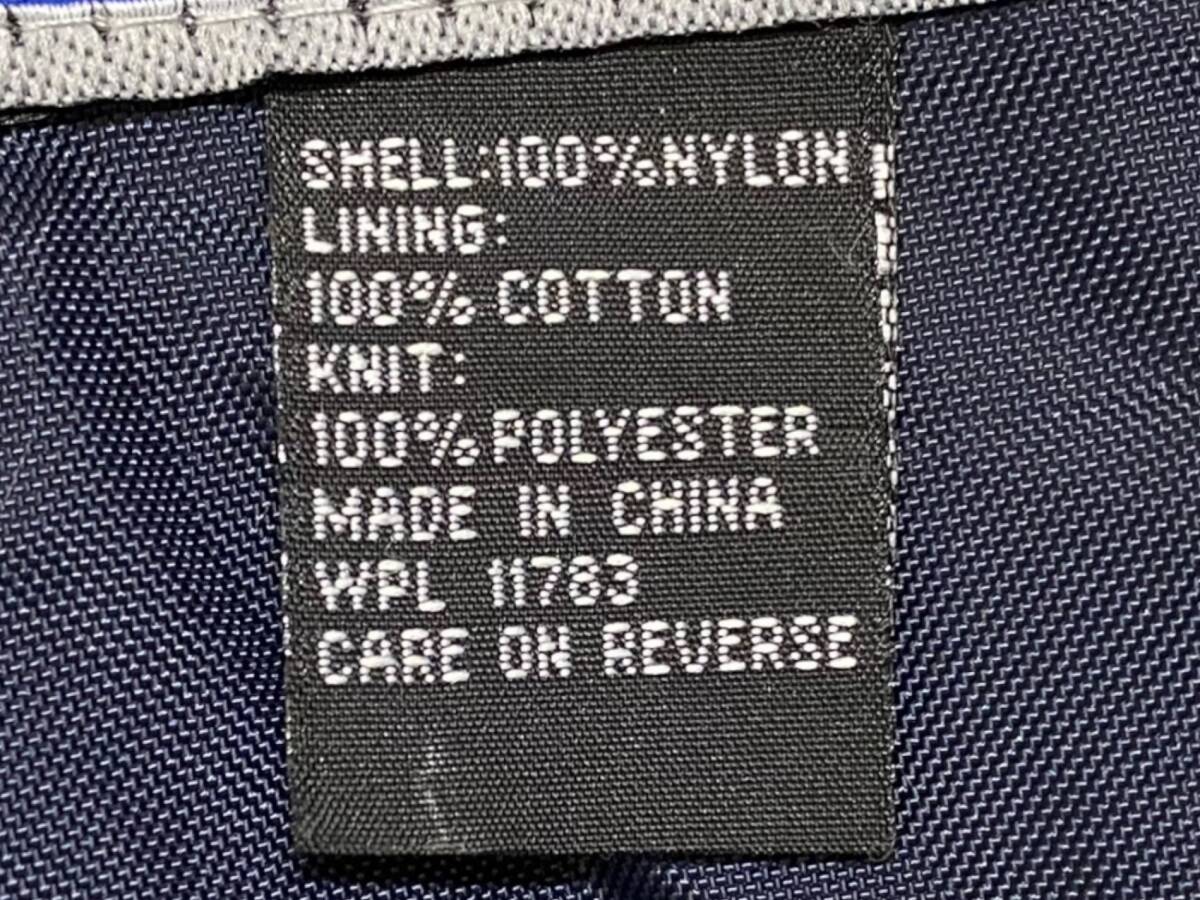 SHELL:100%NYLON
LINING:
100% COTTON
KNIT:
100% POLYESTER
MADE IN CHINA
WPL 11783
CARE ON REVERSE